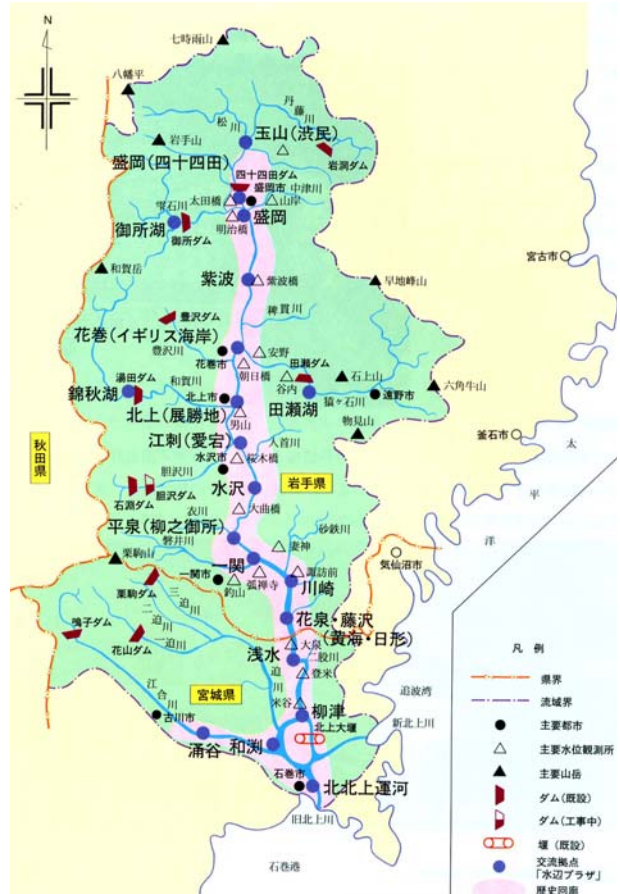 N
七時雨山
八幡平
松川
丹藤川
岩手山
玉山(渋民)
岩洞ダム
盛岡(四十四田)
四十四田ダム
盛岡市
中津川
太田橋
山岸
雫石川
御所湖
盛岡
明治橋
御所ダム
宮古市
和賀岳
早池峰山
紫波
紫波橋
稗貫川
豊沢ダム
花巻(イギリス海岸)
豊沢川
安野
花巻市
朝日橋
田瀬ダム
石上山
谷内
湯田ダム
和賀川
六角牛山
錦秋湖
北上市
猿ヶ石川
遠野市
田瀬湖
北上(展勝地)
男山
物見山
釜石市
太平洋
江刺(愛宕)
人首川
秋田県
水沢市
桜木橋
胆沢川
岩手県
石淵ダム
胆沢ダム
水沢
大曲橋
衣川
平泉(柳之御所)
砂鉄川
磐井川
妻神
栗駒山
一関
気仙沼市
一関市
釣山
狐禅寺
諏訪前
川崎
栗駒ダム
三迫川
二迫川
一迫川
鳴子ダム
花山ダム
花泉・藤沢
(黄海・日形)
大泉
浅水
二股川
迫川
登米
宮城県
米谷
江合川
追波湾
古川市
柳津
新北上川
北上大堰
涌谷
和渕
石巻市
北北上運河
旧北上川
石巻港
凡 例
県界
流域界
主要都市
主要水位観測所
主要山岳
ダム(既設)
ダム(工事中)
堰(既設)
交流拠点
「水辺プラザ」
歴史回廊